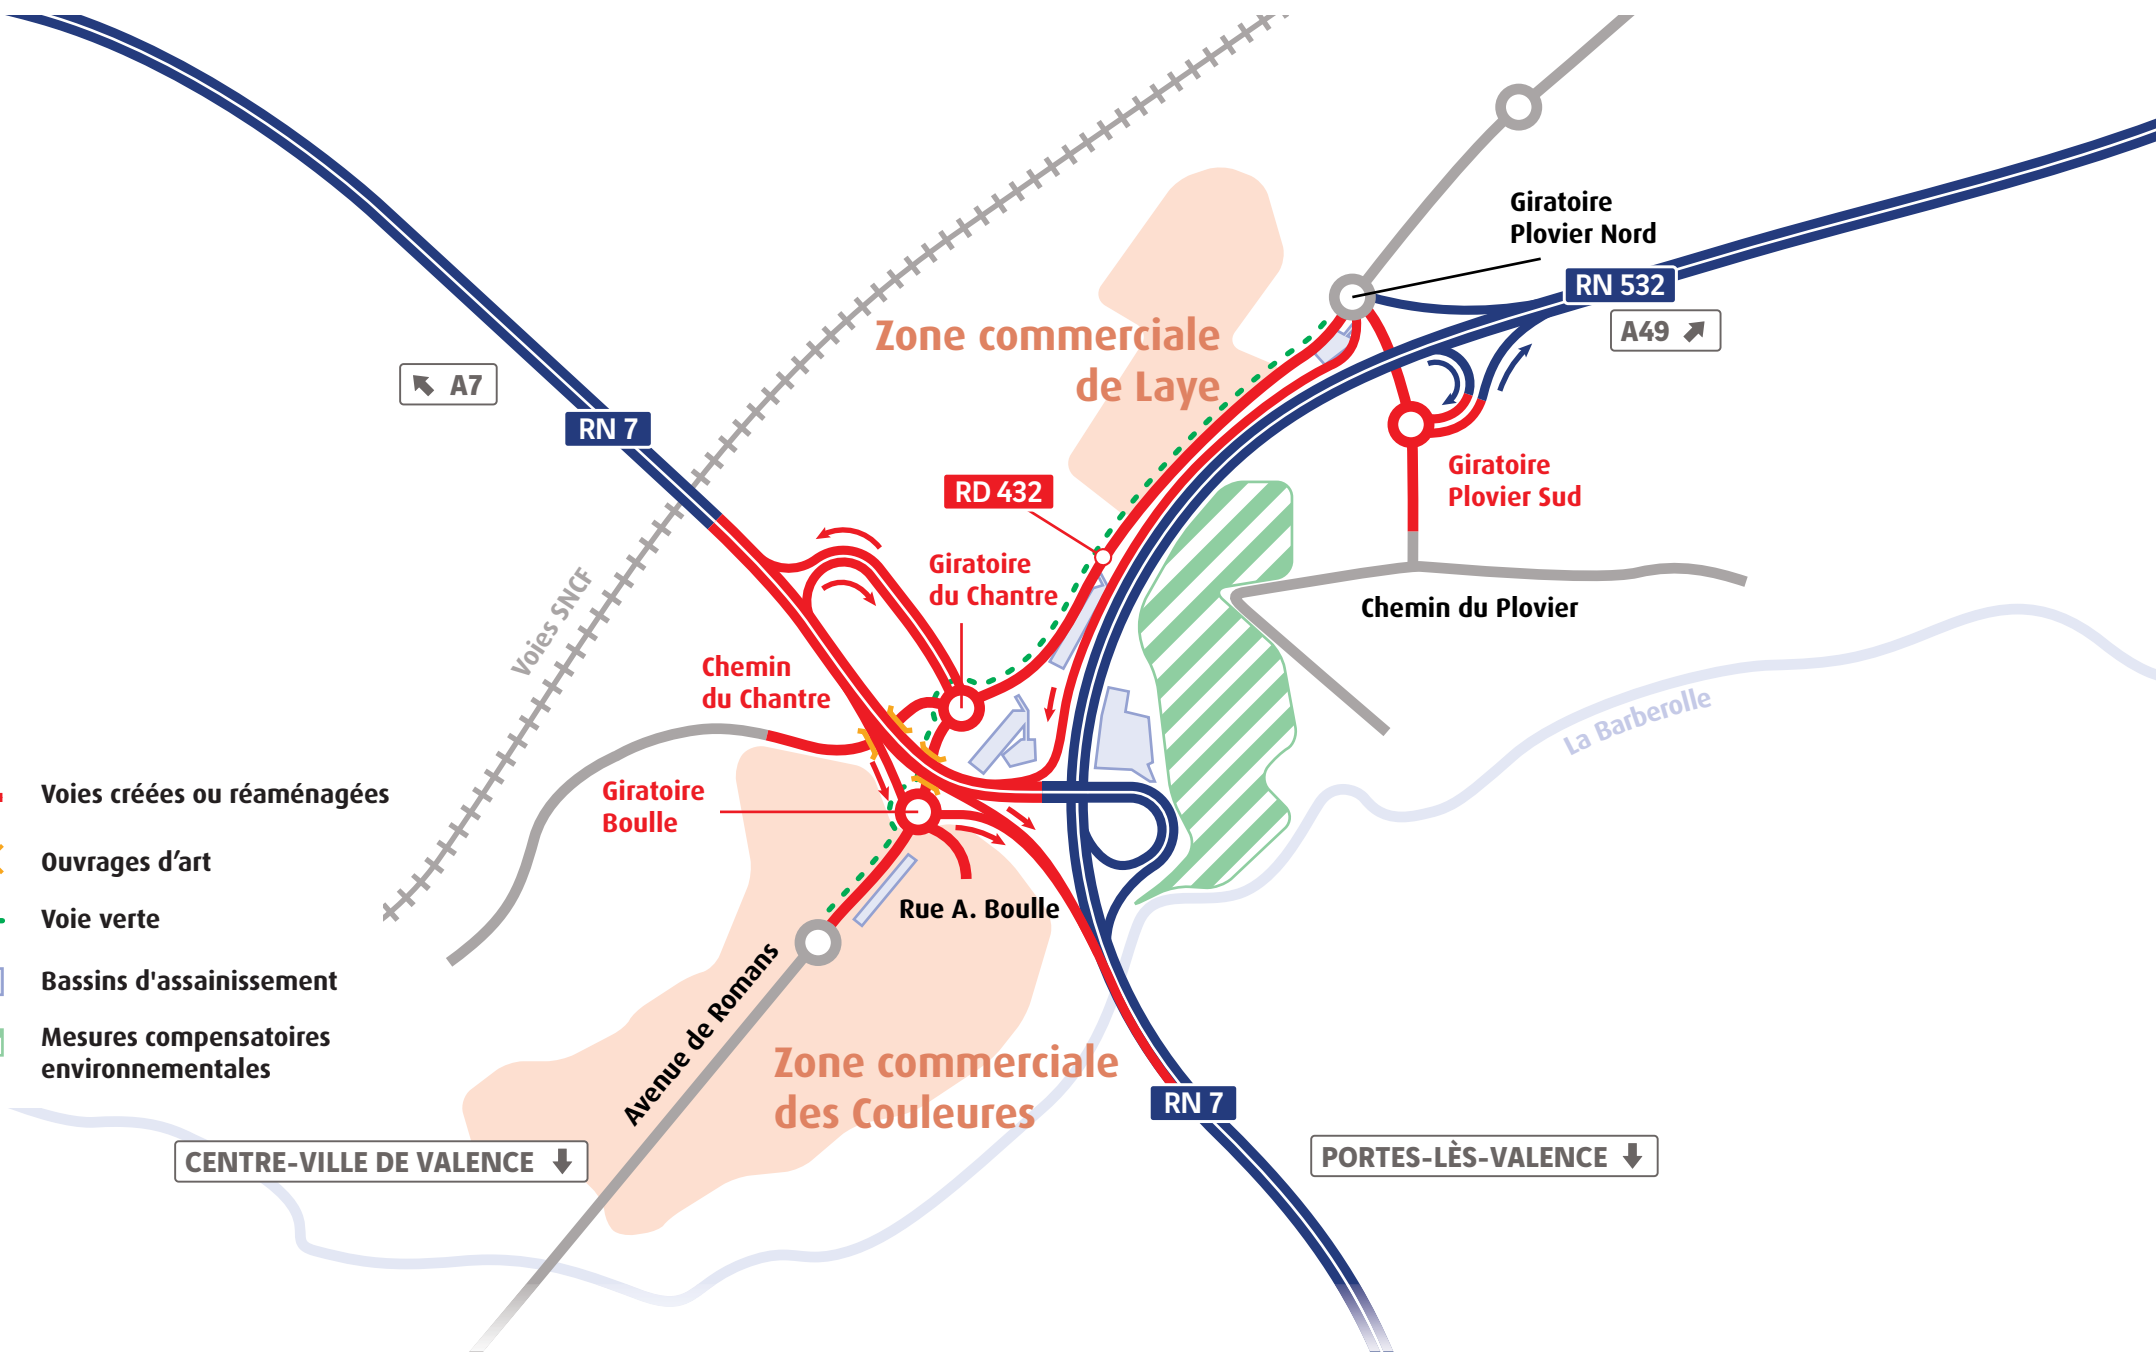 Giratoire
Plovier Nord
RN 532
A49
Zone commerciale
de Laye
A7
RN 7
Giratoire
Plovier Sud
RD 432
Giratoire
du Chantre
Voies SNCF
Chemin du Plovier
Chemin
du Chantre
La Barberolle
Giratoire
Boulle
Voies créées ou réaménagées
Ouvrages d’art
Voie verte
Bassins d'assainissement
Mesures compensatoires
environnementales
Rue A. Boulle
Avenue de Romans
Zone commerciale
des Couleures
RN 7
CENTRE-VILLE DE VALENCE
PORTES-LÈS-VALENCE